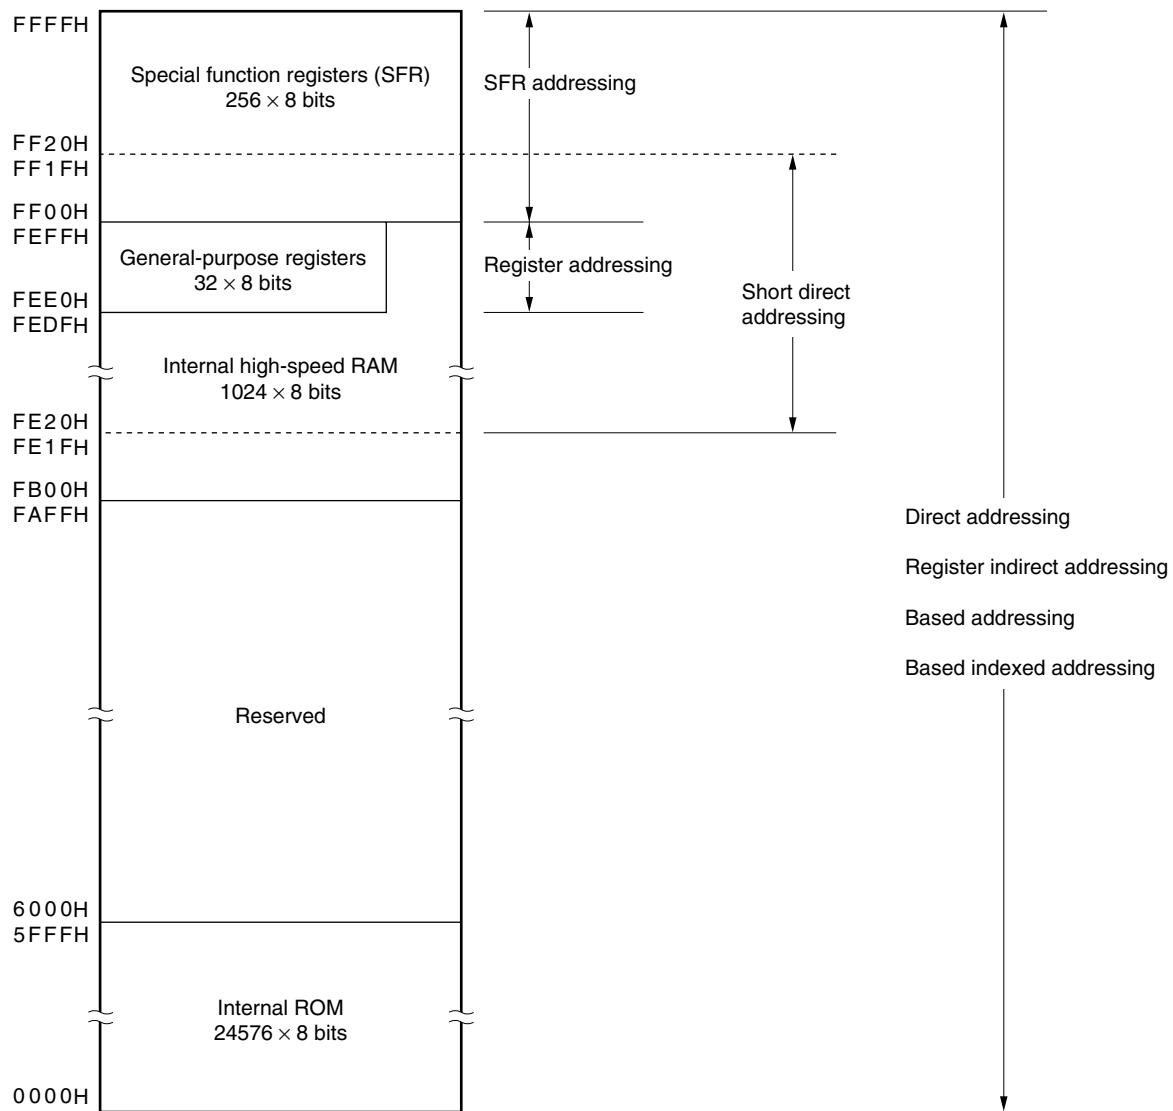 FFFFH
Special function registers (SFR)
256 × 8 bits
SFR addressing
FF20H
FF1FH
FF00H
FEFFH
General-purpose registers
32 × 8 bits
Register addressing
FEE0H
FEDFH
Short direct
addressing
Internal high-speed RAM
1024 × 8 bits
FE20H
FE1FH
FB00H
FAFFH
Direct addressing
Register indirect addressing
Based addressing
Based indexed addressing
Reserved
6000H
5FFFH
Internal ROM
24576 × 8 bits
0000H